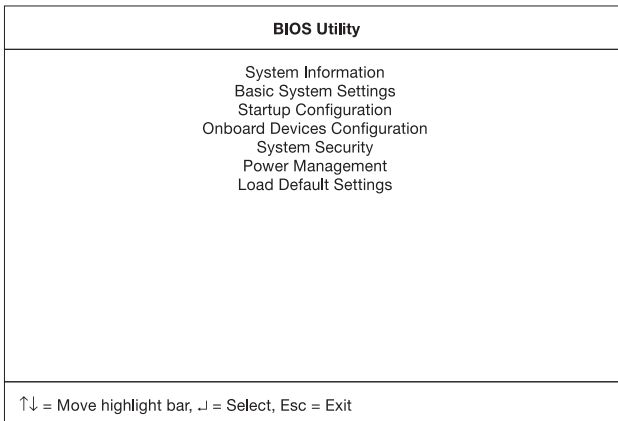 BIOS Utility
System Information
Basic System Settings
Startup Configuration
Onboard Devices Configuration
System Security
Power Management
Load Default Settings
↑↓ = Move highlight bar, ↵ = Select, Esc = Exit